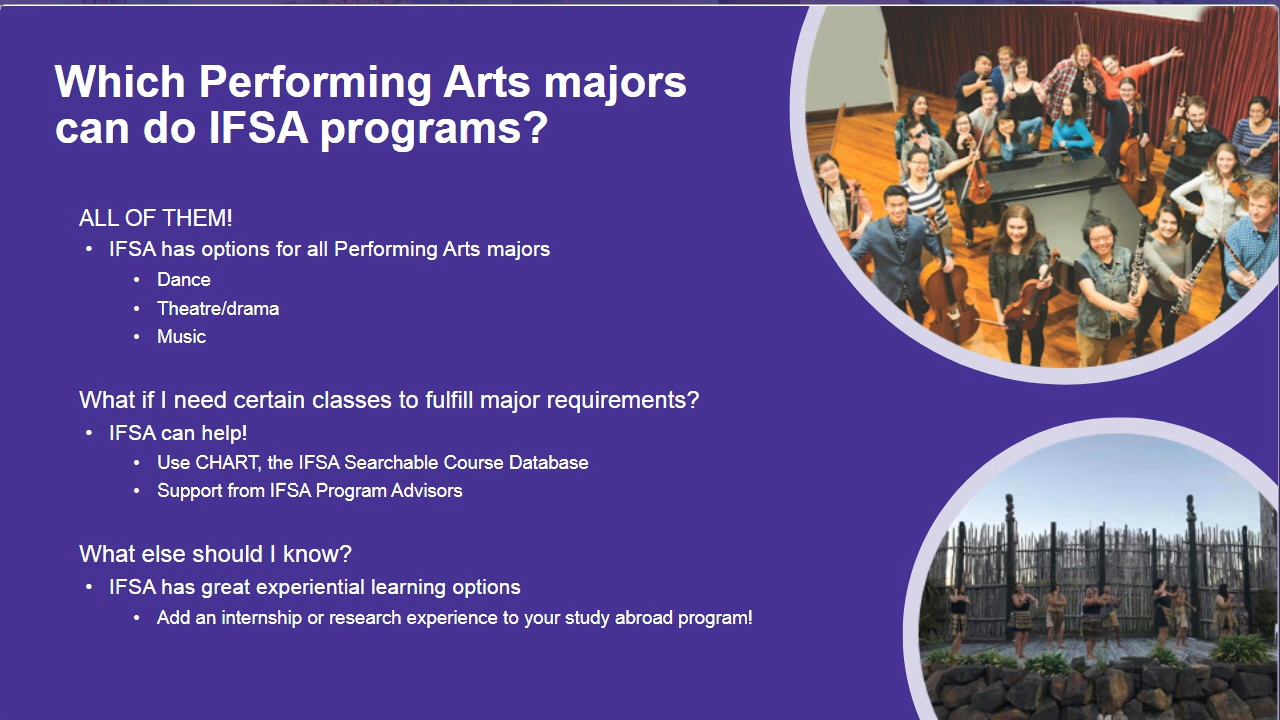 Which Performing Arts majors
can do IFSA programs?
ALL OF THEM!
• IFSA has options for all Performing Arts majors
• Dance
• Theatre/drama
• Music
What if I need certain classes to fulfill major requirements?
• IFSA can help!
• Use CHART, the IFSA Searchable Course Database
• Support from IFSA Program Advisors
What else should I know?
• IFSA has great experiential learning options
• Add an internship or research experience to your study abroad program!